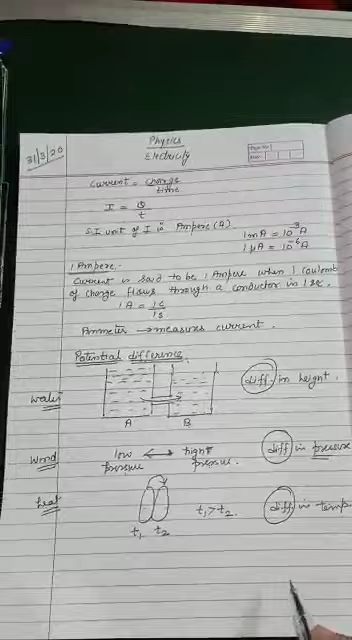 31/3/20
Physics
Electricity
Page No.
Date:
Current = charge / time
I = Q / t
S.I unit of I is Ampere (A)
1mA = 10⁻³A
1μA = 10⁻⁶A
1 Ampere:-
Current is said to be 1 Ampere when 1 coulomb
of charge flows through a conductor in 1 sec.
1A = 1C / 1s
Ammeter → measures current.
Potential difference
Water
A B
diff. in height.
Wind
low ↔ high
pressure pressure.
diff in pressure
heat
t₁ t₂
t₁>t₂.
diff in temp